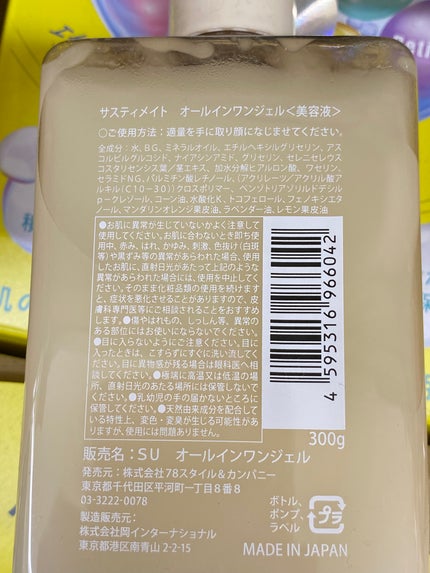 サスティメイト オールインワンジェル<美容液>
○ご使用方法：適量を手に取り顔になじませてください。
全成分：水、BG、ミネラルオイル、エチルヘキシルグリセリン、アス
コルビルグルコシド、ナイアシンアミド、グリセリン、セレニセレウス
コスタリセンシス葉／茎エキス、加水分解ヒアルロン酸、ワセリン、
セラミドNG、パルミチン酸レチノール、(アクリレーツ／アクリル酸ア
ルキル(C10-30))クロスポリマー、ペンソトリアゾリルドデシル
p-クレゾール、コーン油、水酸化K、トコフェロール、フェノキシエタ
ノール、マンダリンオレンジ果皮油、ラベンダー油、レモン果皮油
●お肌に異常が生じていないかよく注意して
使用してください。お肌に合わないとき即ち使
用中、赤み、はれ、かゆみ、刺激、色抜け(白斑
等)や黒ずみ等の異常があらわれた場合、使用
したお肌に、直射日光があたって上記のような
異常があらわれた場合には、使用を中止してく
ださい。そのまま化粧品類の使用を続けます
と、症状を悪化させることがありますので、皮
膚科専門医等にご相談されることをおすすめ
します。●傷やはれもの、しっしん等、異常の
ある部位にはお使いにならないでください。
●目に入らないようにご注意ください。目に
入ったときは、こすらずにすぐに洗い流してく
ださい。目に異物感が残る場合は眼科医へ相
談してください。●極端に高温又は低温の場
所、直射日光のあたる場所には保管しないで
ください。●乳幼児の手の届かないところに
保管してください。●天然由来成分を配合して
いる特性上、変色・変臭が生じる可能性があ
りますが、使用には問題ありません。
4 595316 966042
300g
販売名：SU オールインワンジェル
発売元：株式会社78スタイル＆カンパニー
東京都千代田区平河町一丁目8番8号
03-3222-0078
製造販売元：
株式会社岡インターナショナル
東京都港区南青山2-2-15
ボトル、
ポンプ、
ラベル
プラ
MADE IN JAPAN